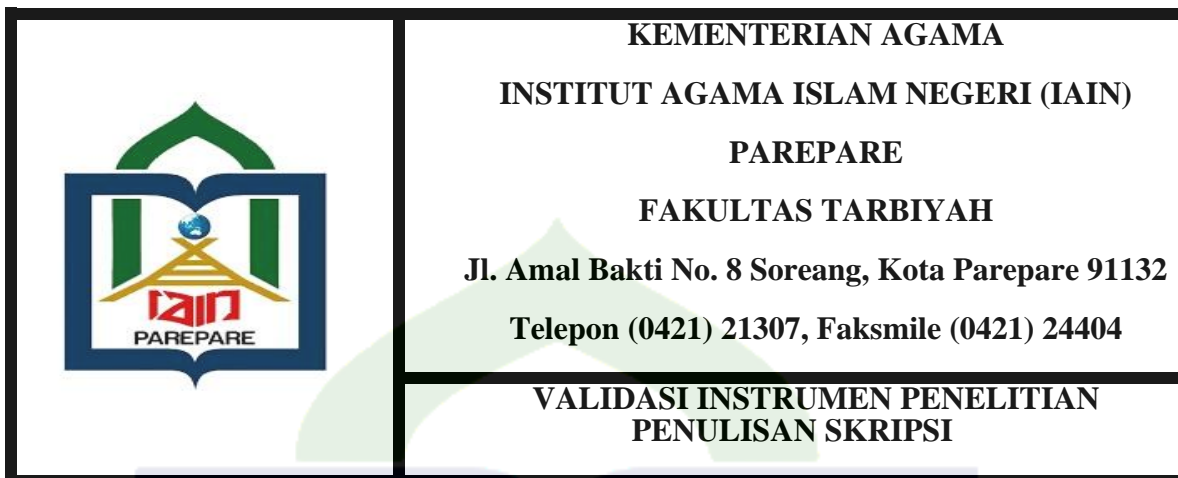 KEMENTERIAN AGAMA
INSTITUT AGAMA ISLAM NEGERI (IAIN)
PAREPARE
FAKULTAS TARBIYAH
Jl. Amal Bakti No. 8 Soreang, Kota Parepare 91132
Telepon (0421) 21307, Faksmile (0421) 24404
VALIDASI INSTRUMEN PENELITIAN
PENULISAN SKRIPSI
IAIN
PAREPARE